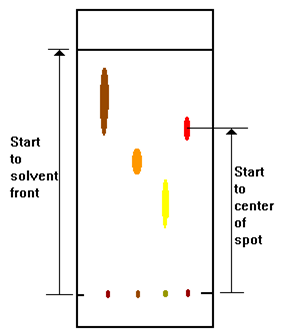 Start
to
solvent
front
Start
to
center
of
spot